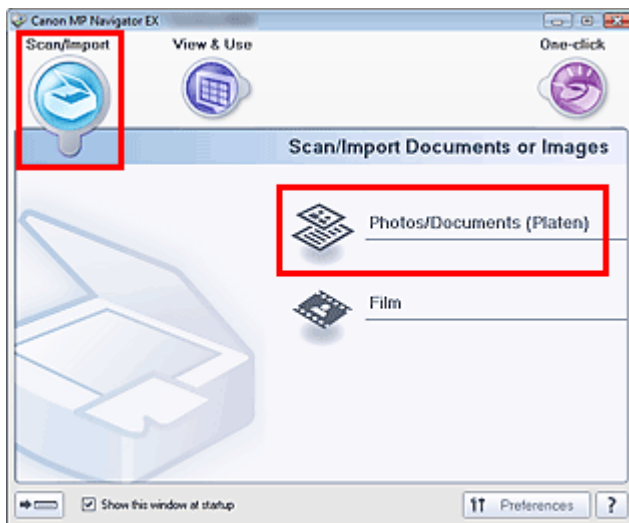 Canon MP Navigator EX
Scan/Import
View & Use
One-click
Scan/Import Documents or Images
Photos/Documents (Platen)
Film
Show this window at startup
Preferences
?